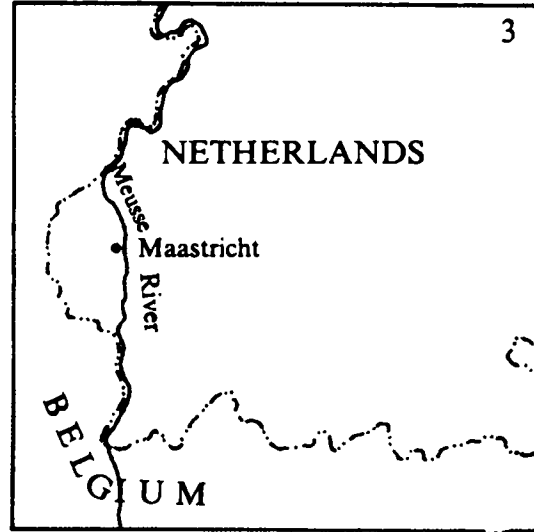 3
NETHERLANDS
Meusse
River
Maastricht
BELGIUM